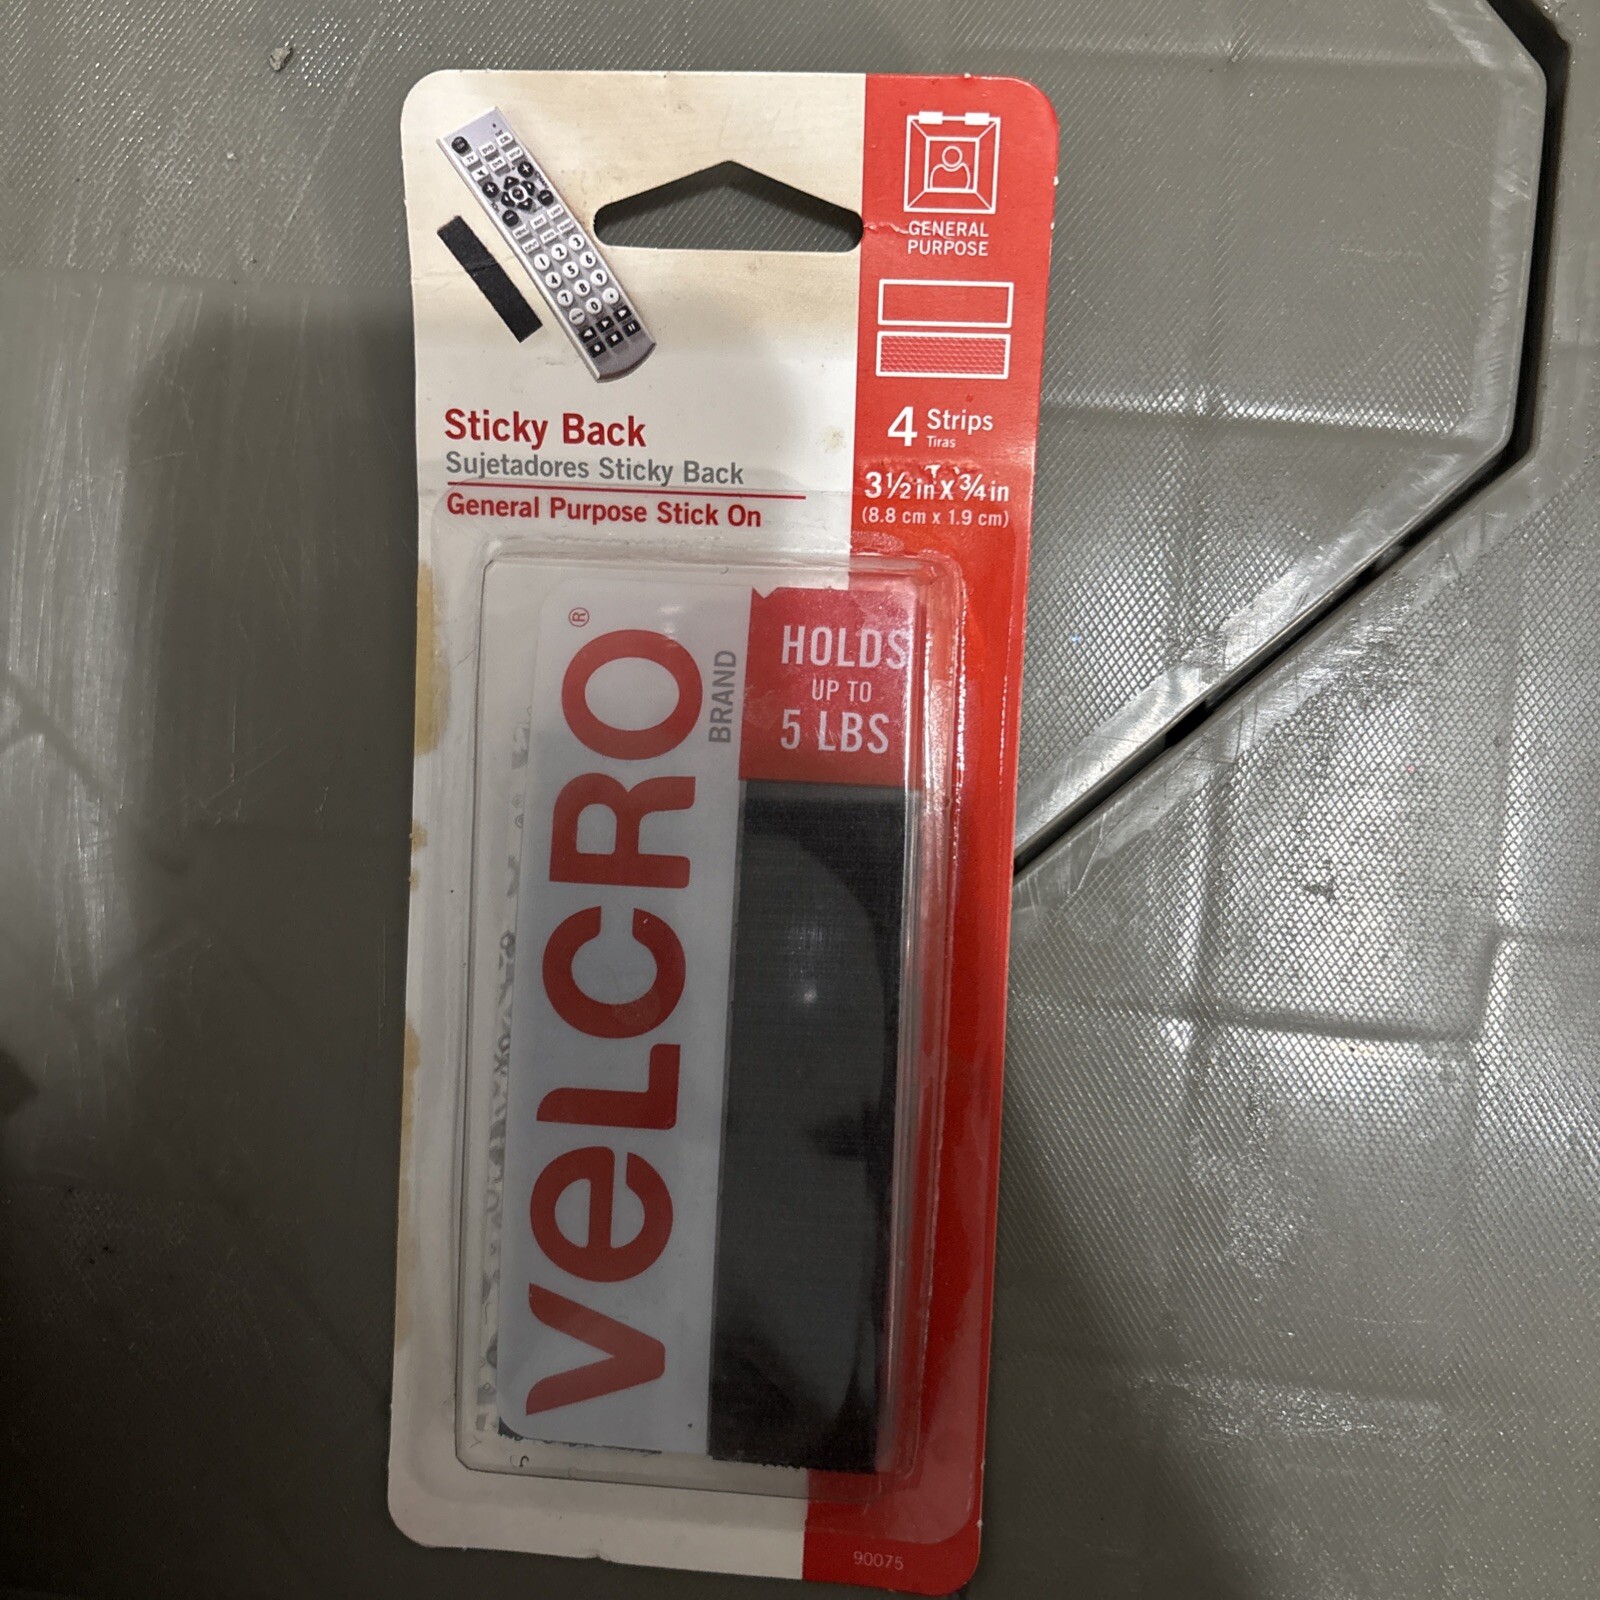 GENERAL
PURPOSE
4 Strips
Tiras
3½ in X ¾ in
(8.8 cm x 1.9 cm)
Sticky Back
Sujetadores Sticky Back
General Purpose Stick On
VELCRO®
BRAND
HOLDS
UP TO
5 LBS
90075